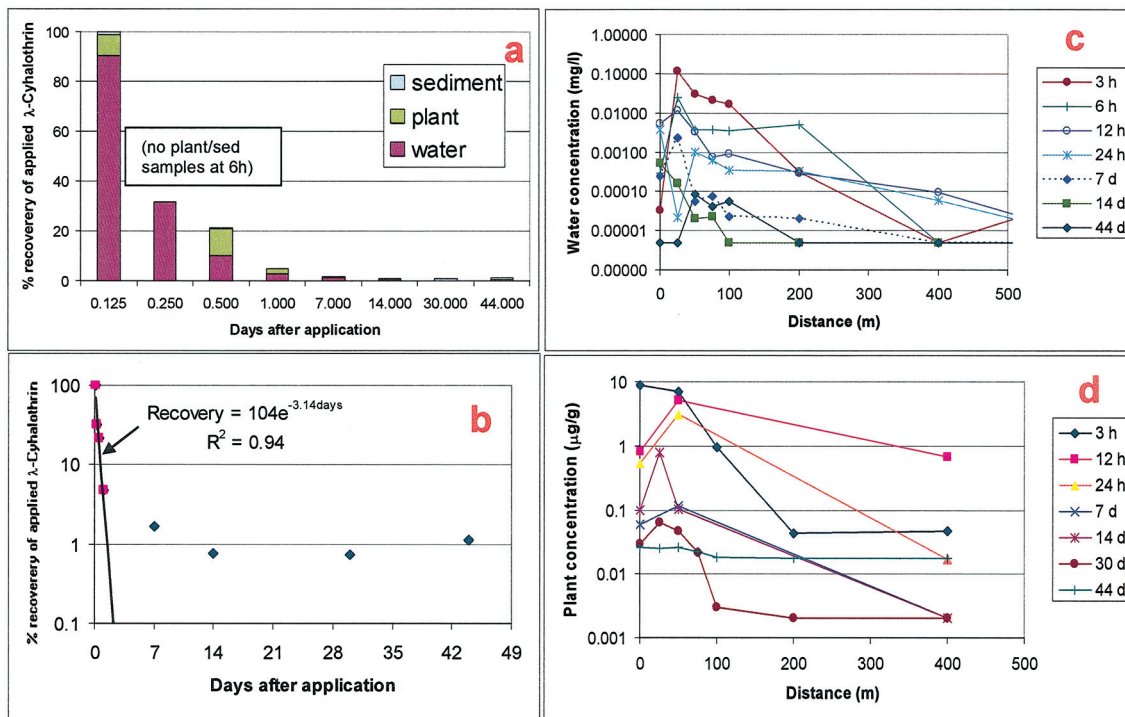 a
% recoverery of applied λ-Cyhalothrin
100
80
60
40
20
0
sediment
plant
water
(no plant/sed
samples at 6h)
0.125 0.250 0.500 1.000 7.000 14.000 30.000 44.000
Days after application
b
% recoverery of applied λ-Cyhalothrin
100
10
1
0.1
Recovery = 104e-3.14days
R2 = 0.94
0 7 14 21 28 35 42 49
Days after application
c
Water concentration (mg/l)
1.00000
0.10000
0.01000
0.00100
0.00010
0.00001
0.00000
0 100 200 300 400 500
Distance (m)
3 h
6 h
12 h
24 h
7 d
14 d
44 d
d
Plant concentration (µg/g)
10
1
0.1
0.01
0.001
0 100 200 300 400 500
Distance (m)
3 h
12 h
24 h
7 d
14 d
30 d
44 d